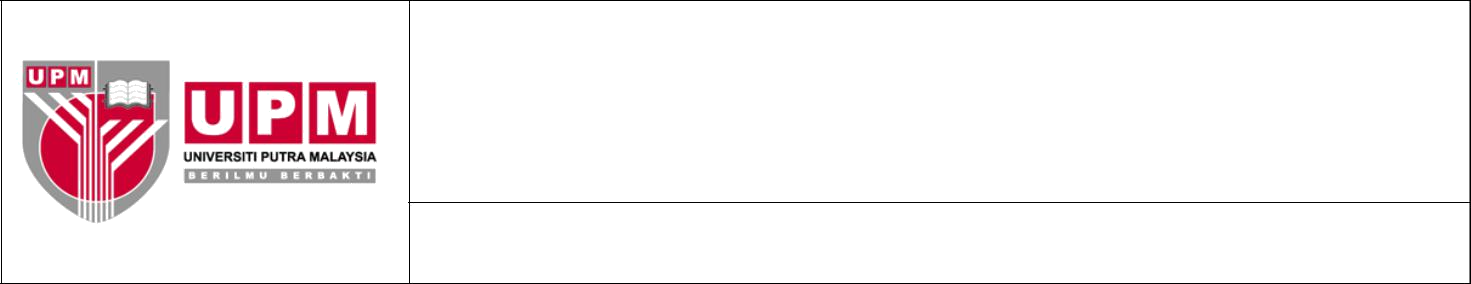 UPM
UPM
UNIVERSITI PUTRA MALAYSIA
BERILMU BERBAKTI